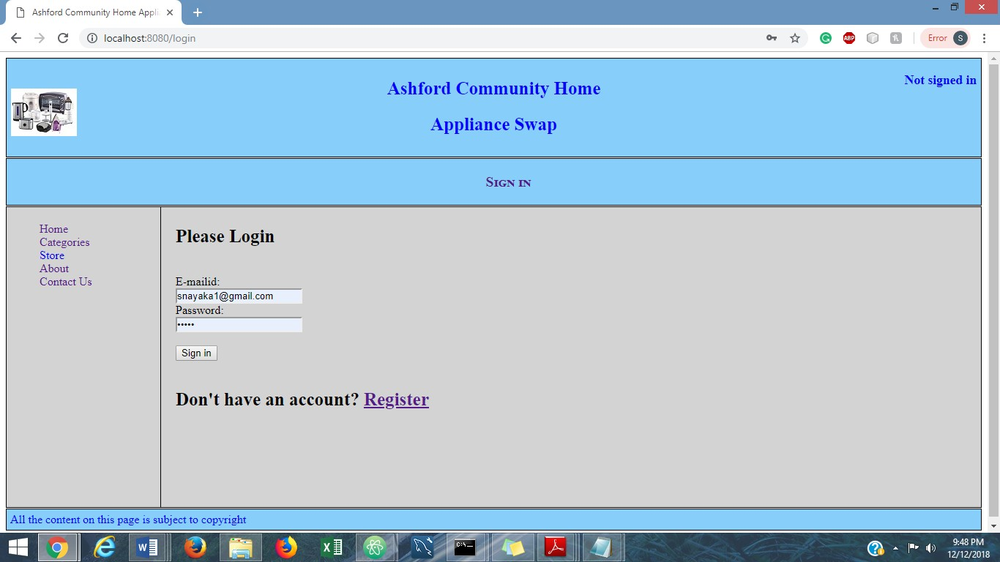 Ashford Community Home Appli
localhost:8080/login
ABP
Error S
Ashford Community Home
Appliance Swap
Not signed in
Sign in
Home
Categories
Store
About
Contact Us
Please Login
E-mailid:
snayaka1@gmail.com
Password:
•••••
Sign in
Don't have an account? Register
All the content on this page is subject to copyright
9:48 PM
12/12/2018